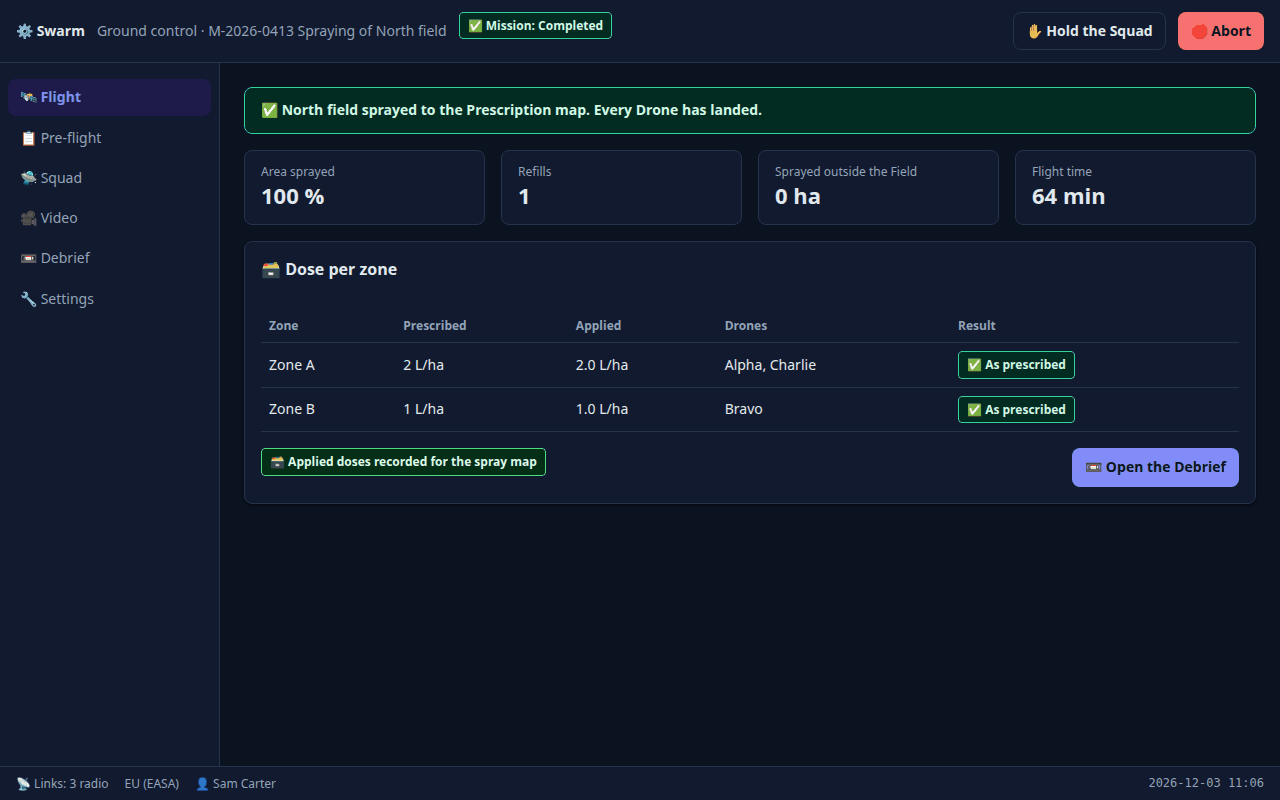 Swarm Ground control · M-2026-0413 Spraying of North field ✅ Mission: Completed ✋ Hold the Squad 🛑 Abort
Flight
Pre-flight
Squad
Video
Debrief
Settings
✅ North field sprayed to the Prescription map. Every Drone has landed.
Area sprayed Refills Sprayed outside the Field Flight time
100 % 1 0 ha 64 min
Dose per zone
Zone Prescribed Applied Drones Result
Zone A 2 L/ha 2.0 L/ha Alpha, Charlie ✅ As prescribed
Zone B 1 L/ha 1.0 L/ha Bravo ✅ As prescribed
Applied doses recorded for the spray map Open the Debrief
Links: 3 radio EU (EASA) Sam Carter 2026-12-03 11:06